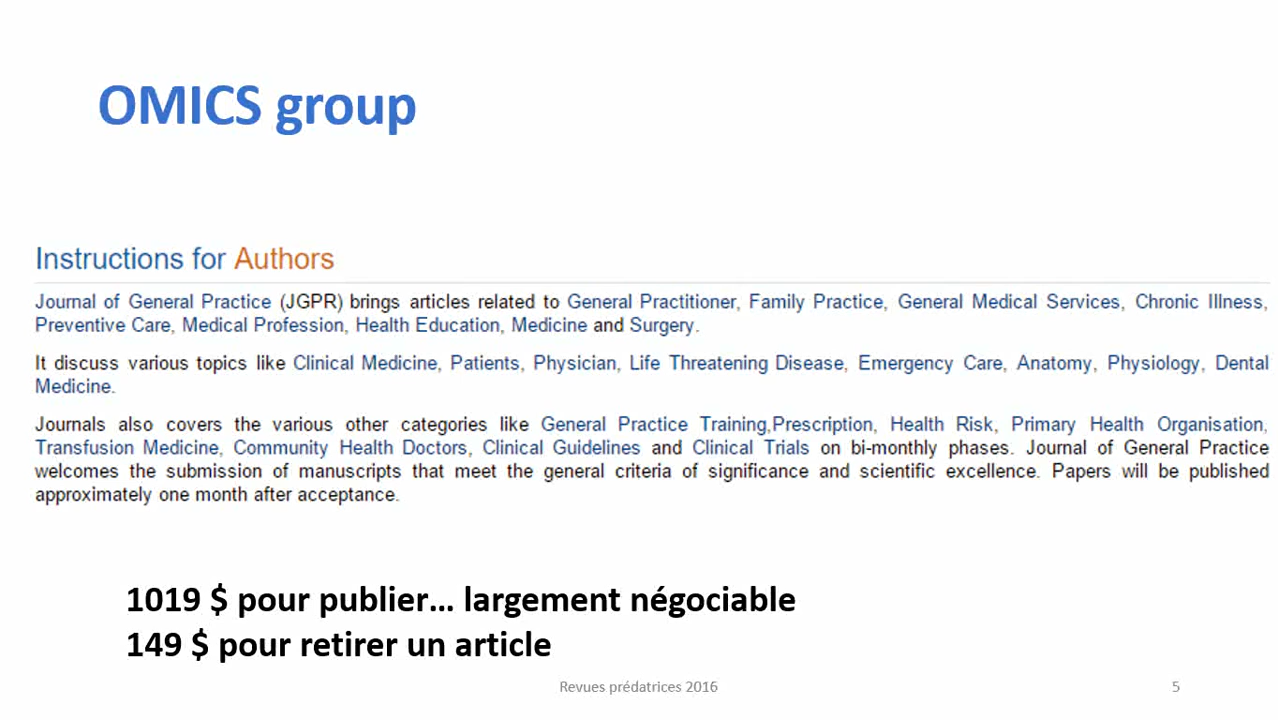 OMICS group
Instructions for Authors
Journal of General Practice (JGPR) brings articles related to General Practitioner, Family Practice, General Medical Services, Chronic Illness,
Preventive Care, Medical Profession, Health Education, Medicine and Surgery.
It discuss various topics like Clinical Medicine, Patients, Physician, Life Threatening Disease, Emergency Care, Anatomy, Physiology, Dental
Medicine.
Journals also covers the various other categories like General Practice Training,Prescription, Health Risk, Primary Health Organisation,
Transfusion Medicine, Community Health Doctors, Clinical Guidelines and Clinical Trials on bi-monthly phases. Journal of General Practice
welcomes the submission of manuscripts that meet the general criteria of significance and scientific excellence. Papers will be published
approximately one month after acceptance.
1019 $ pour publier… largement négociable
149 $ pour retirer un article
Revues prédatrices 2016
5